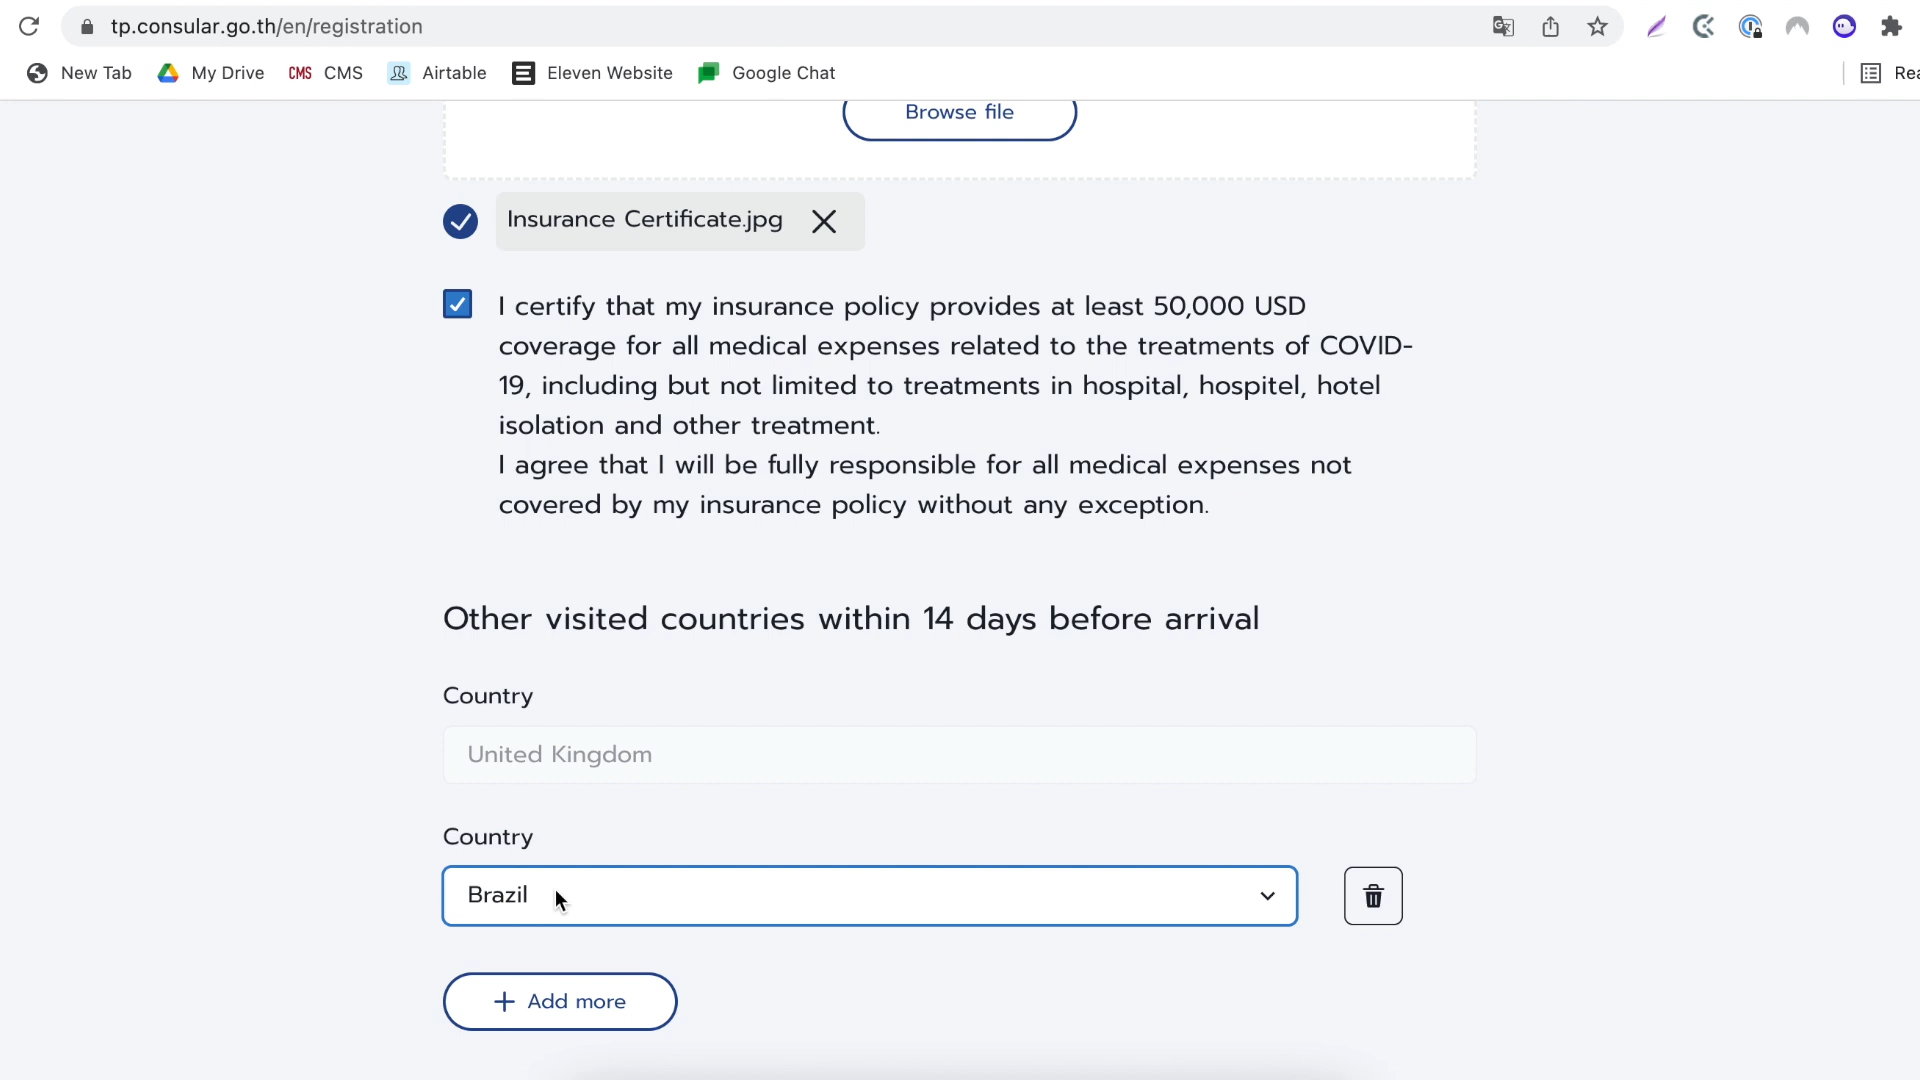 tp.consular.go.th/en/registration
New Tab My Drive CMS CMS Airtable Eleven Website Google Chat Rea
Browse file
Insurance Certificate.jpg
I certify that my insurance policy provides at least 50,000 USD
coverage for all medical expenses related to the treatments of COVID-
19, including but not limited to treatments in hospital, hospitel, hotel
isolation and other treatment.
I agree that I will be fully responsible for all medical expenses not
covered by my insurance policy without any exception.
Other visited countries within 14 days before arrival
Country
United Kingdom
Country
Brazil
+ Add more